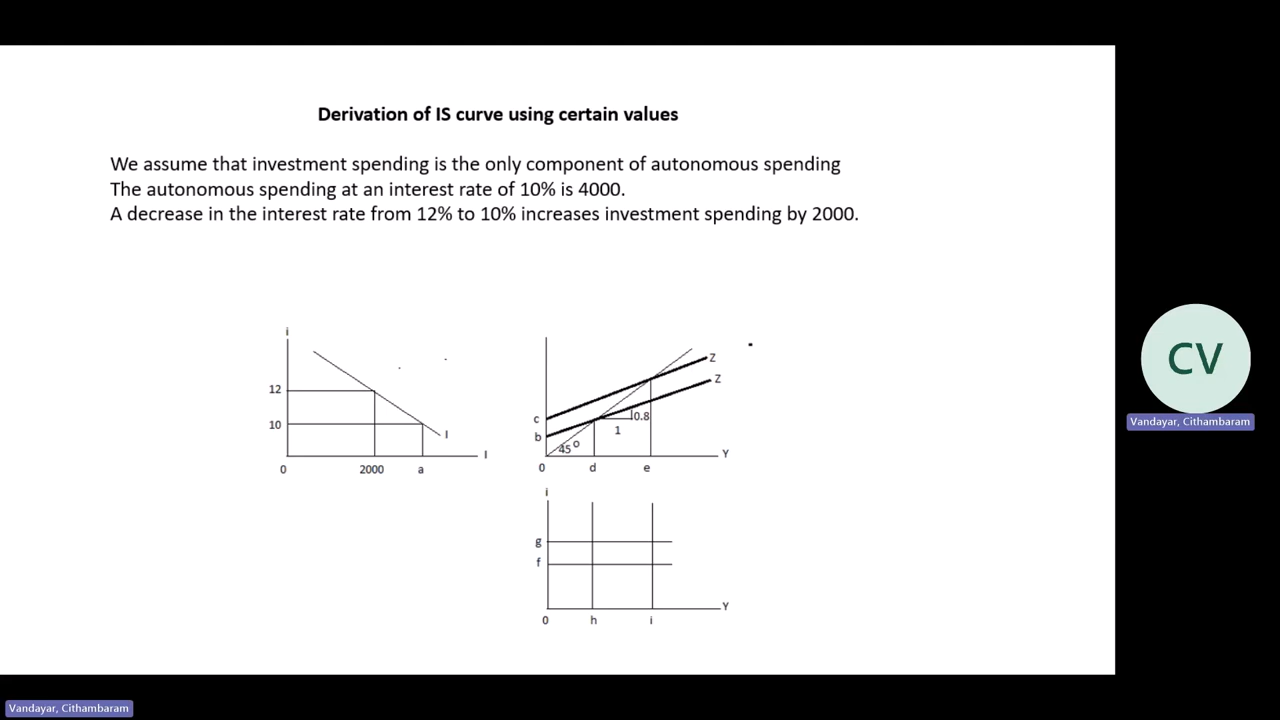 Derivation of IS curve using certain values
We assume that investment spending is the only component of autonomous spending
The autonomous spending at an interest rate of 10% is 4000.
A decrease in the interest rate from 12% to 10% increases investment spending by 2000.
i
12
10
I
I
0
2000
a
Z
Z
c
b
0.8
1
45°
Y
0
d
e
i
g
f
Y
0
h
i
CV
Vandayar, Cithambaram
Vandayar, Cithambaram